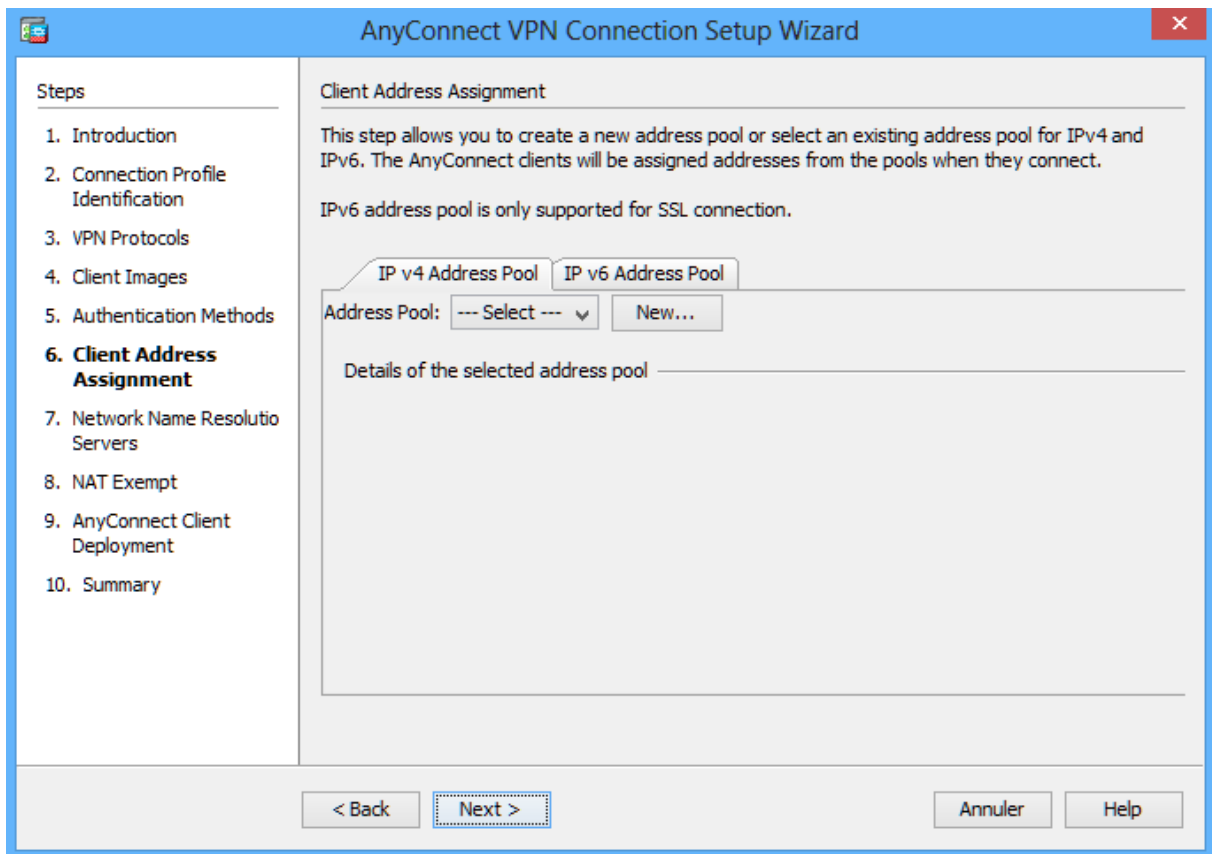 AnyConnect VPN Connection Setup Wizard
Steps
1. Introduction
2. Connection Profile
Identification
3. VPN Protocols
4. Client Images
5. Authentication Methods
6. Client Address
Assignment
7. Network Name Resolutio
Servers
8. NAT Exempt
9. AnyConnect Client
Deployment
10. Summary
Client Address Assignment
This step allows you to create a new address pool or select an existing address pool for IPv4 and
IPv6. The AnyConnect clients will be assigned addresses from the pools when they connect.
IPv6 address pool is only supported for SSL connection.
IP v4 Address Pool IP v6 Address Pool
Address Pool: --- Select --- New...
Details of the selected address pool
< Back Next > Annuler Help